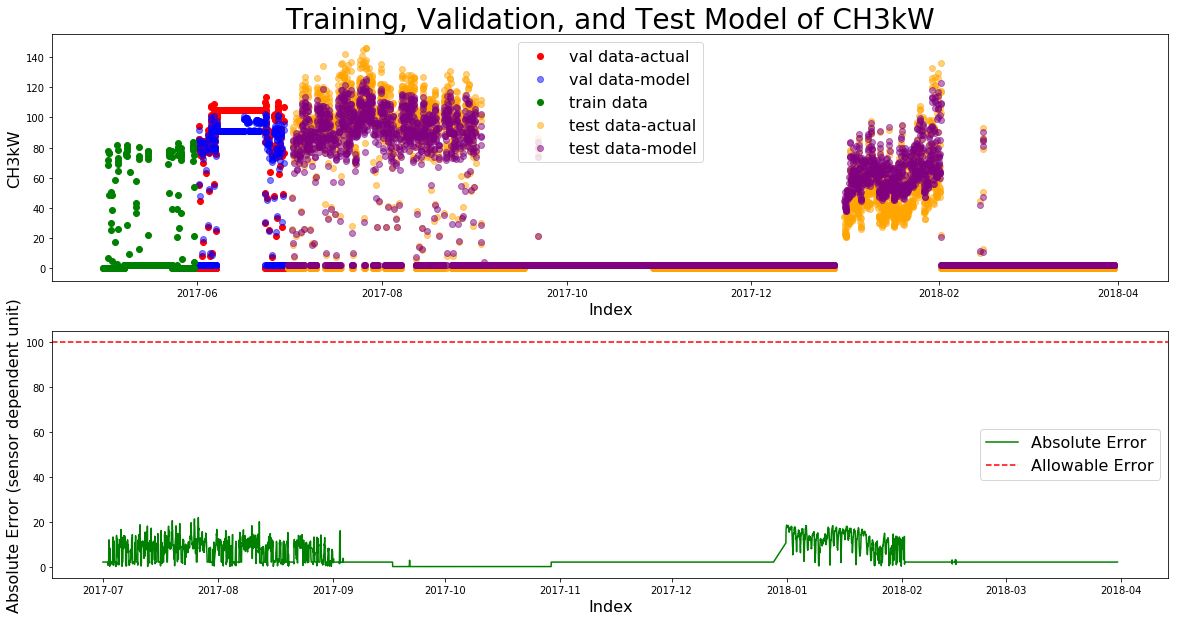 Training, Validation, and Test Model of CH3kW
CH3kW
140
120
100
80
60
40
20
0
val data-actual
val data-model
train data
test data-actual
test data-model
2017-06
2017-08
2017-10
2017-12
2018-02
2018-04
Index
Absolute Error (sensor dependent unit)
100
80
60
40
20
0
Absolute Error
Allowable Error
2017-07
2017-08
2017-09
2017-10
2017-11
2017-12
2018-01
2018-02
2018-03
2018-04
Index